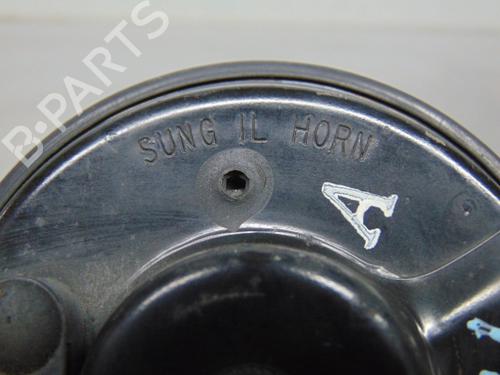 B-PARTS
SUNG IL HORN
A